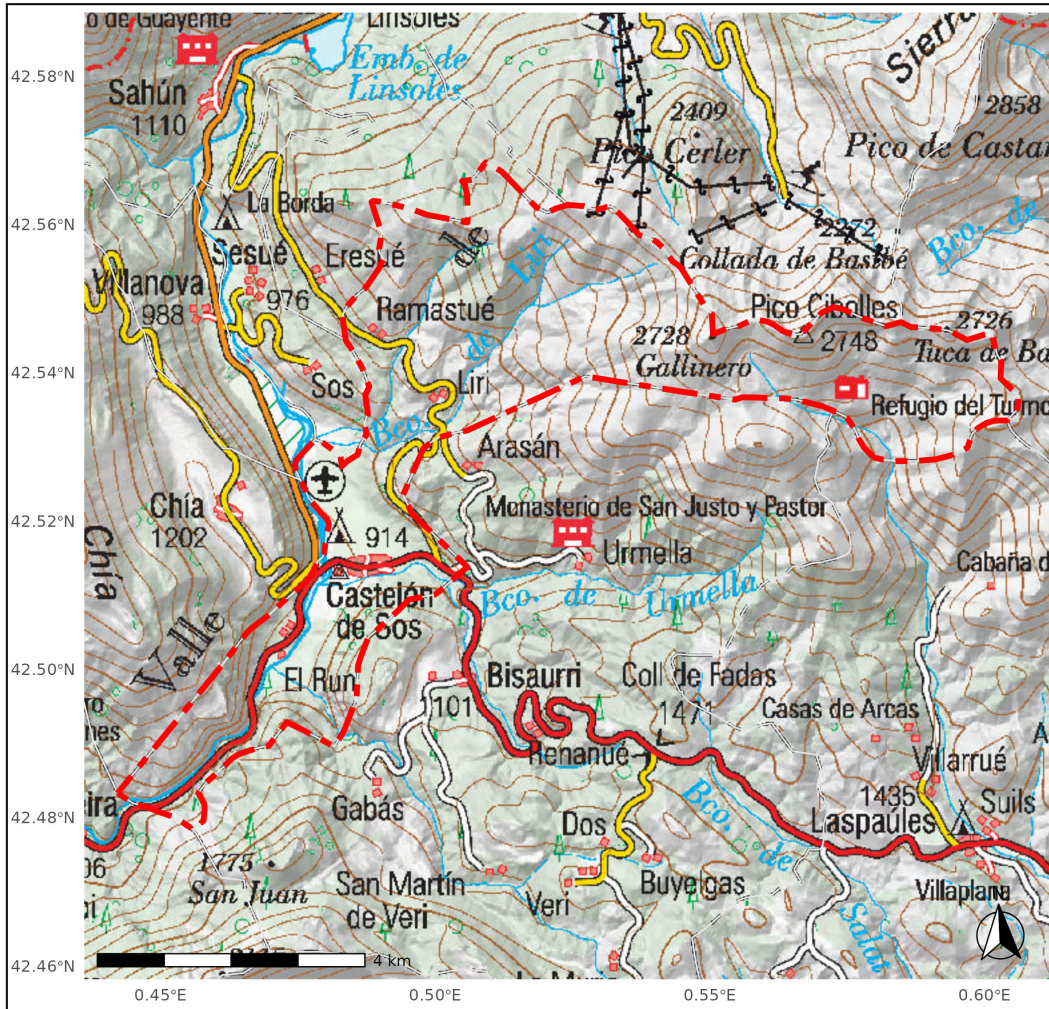 o de Guayente
Linsoles
42.58°N
Emb. de
Linsoles
Sierra
Sahún
1110
2409
Pico Cerler
2858
Pico de Castan
La Borda
42.56°N
de
Liri
de
Bco.
Sesué
Eresué
2272
Collada de Basibé
Bco. de
Villanova
988
976
Ramastué
Pico Cibolles
2748
2726
Tuca de Ba
2728
Gallinero
42.54°N
Sos
Liri
Refugio del Turmo
Arasán
42.52°N
Chía
1202
914
Monasterio de San Justo y Pastor
Urmella
Chía
Valle
Castejón
de Sos
Bco. de Urmella
Cabaña d
42.50°N
El Run
101
Bisaurri
Coll de Fadas
1471
Casas de Arcas
nes
Renanué
Villarrué
eira
Gabás
1435
Suils
42.48°N
Dos
Bco. de
Salat
Laspaúles
1775
San Juan
San Martín
de Veri
Veri
Buyelgas
Villaplana
N
42.46°N
4 km
0.45°E
0.50°E
0.55°E
0.60°E